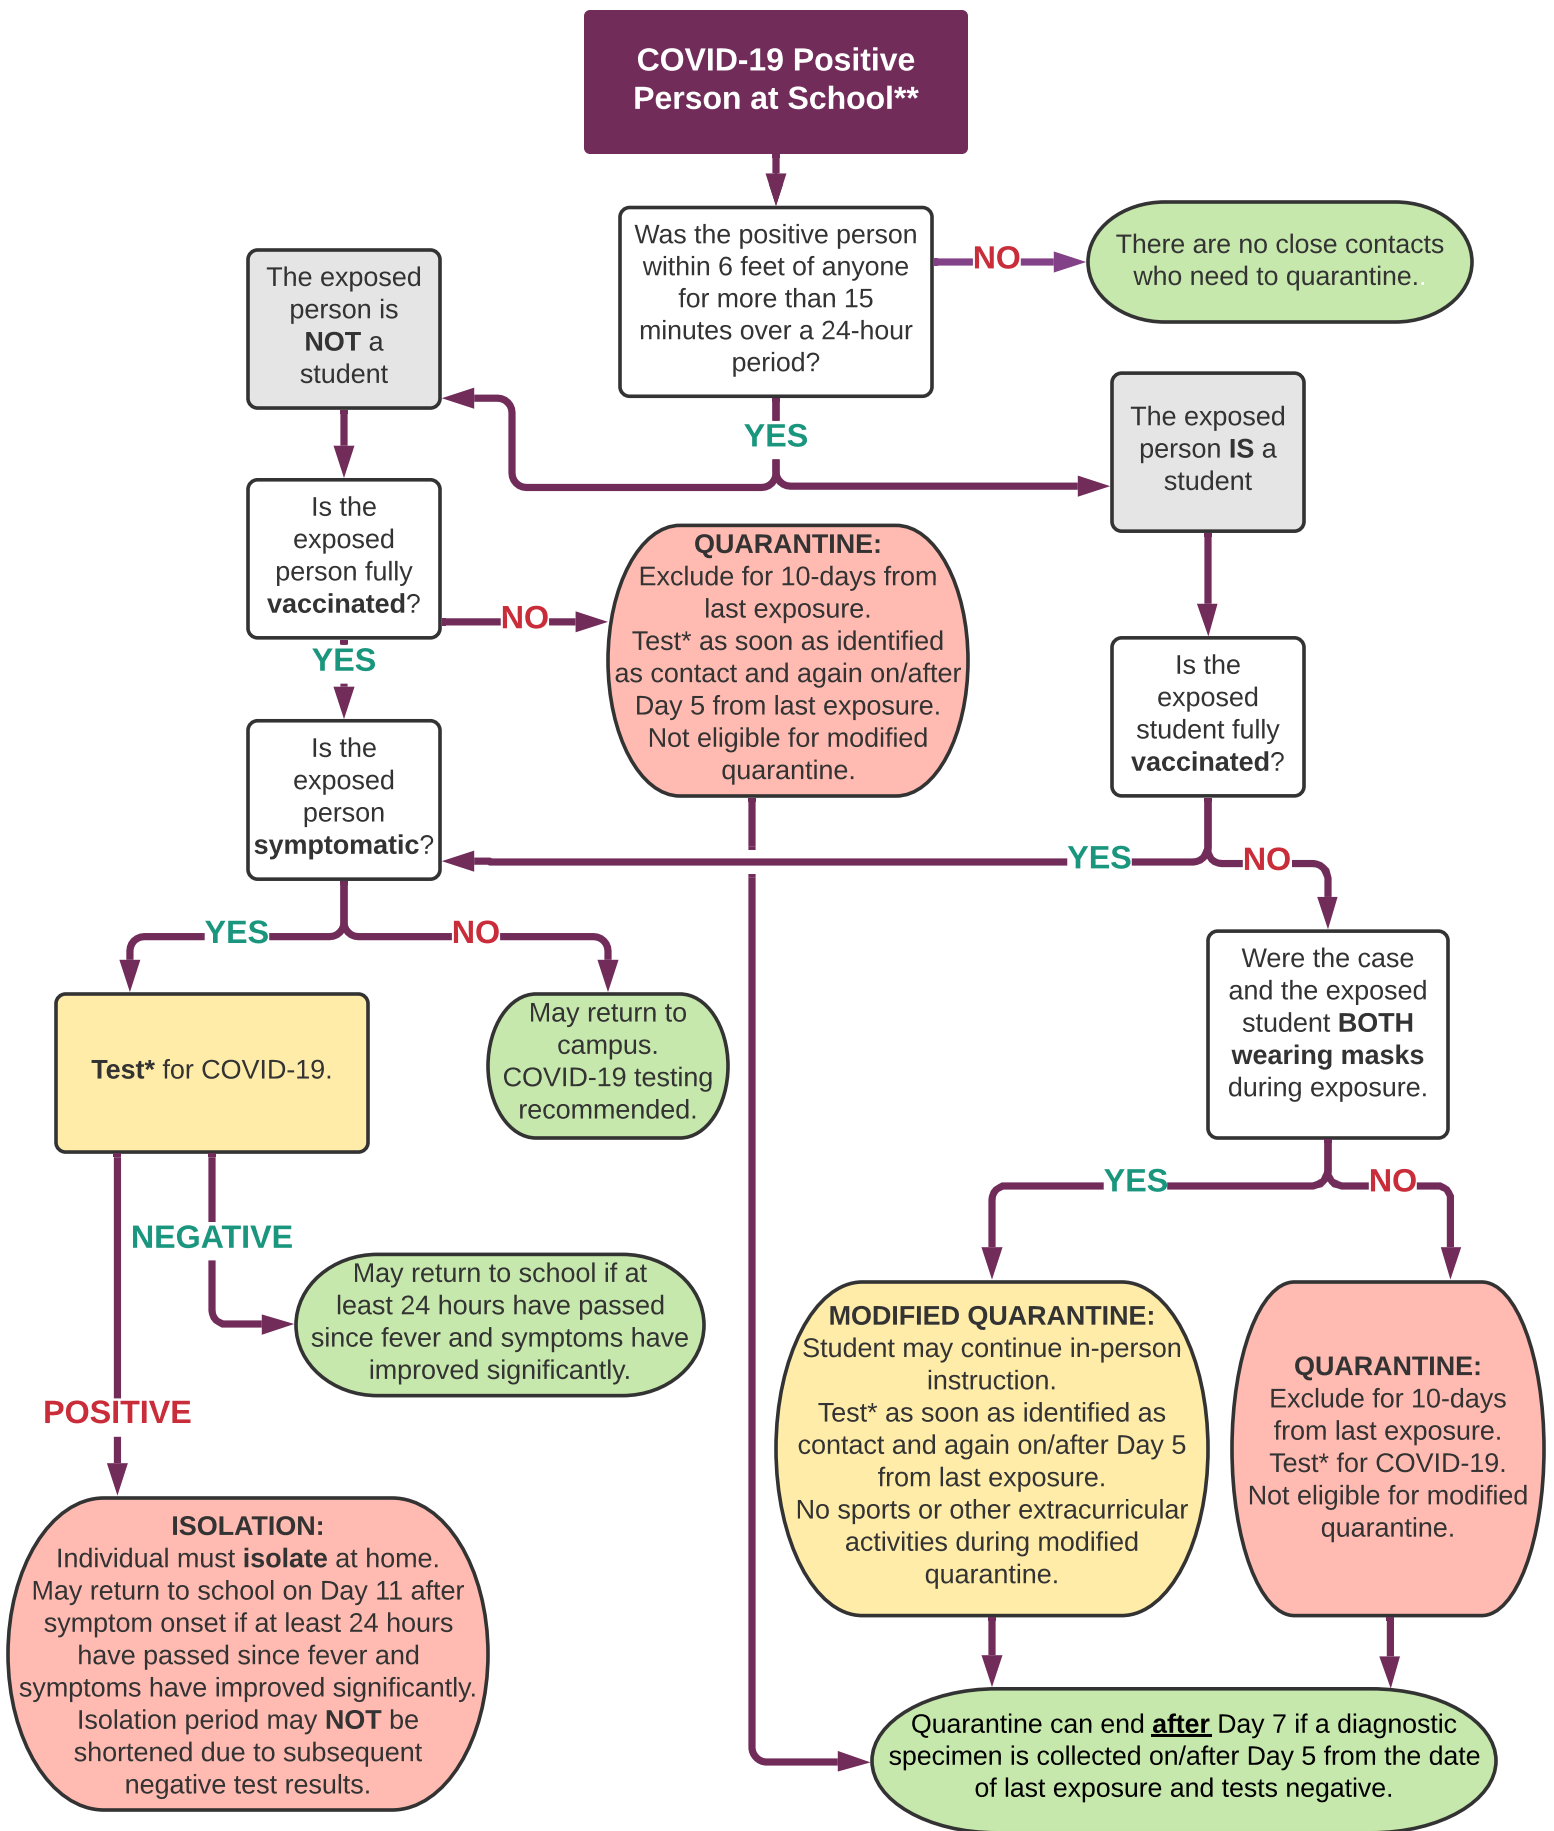 COVID-19 Positive
Person at School**
Was the positive person
within 6 feet of anyone
for more than 15
minutes over a 24-hour
period?
NO
There are no close contacts
who need to quarantine..
YES
The exposed
person is
NOT a
student
The exposed
person IS a
student
Is the
exposed
person fully
vaccinated?
NO
QUARANTINE:
Exclude for 10-days from
last exposure.
Test* as soon as identified
as contact and again on/after
Day 5 from last exposure.
Not eligible for modified
quarantine.
YES
Is the
exposed
student fully
vaccinated?
Is the
exposed
person
symptomatic?
YES
NO
YES
NO
Were the case
and the exposed
student BOTH
wearing masks
during exposure.
Test* for COVID-19.
May return to
campus.
COVID-19 testing
recommended.
YES
NO
NEGATIVE
May return to school if at
least 24 hours have passed
since fever and symptoms have
improved significantly.
POSITIVE
MODIFIED QUARANTINE:
Student may continue in-person
instruction.
Test* as soon as identified as
contact and again on/after Day 5
from last exposure.
No sports or other extracurricular
activities during modified
quarantine.
QUARANTINE:
Exclude for 10-days
from last exposure.
Test* for COVID-19.
Not eligible for modified
quarantine.
ISOLATION:
Individual must isolate at home.
May return to school on Day 11 after
symptom onset if at least 24 hours
have passed since fever and
symptoms have improved significantly.
Isolation period may NOT be
shortened due to subsequent
negative test results.
Quarantine can end after Day 7 if a diagnostic
specimen is collected on/after Day 5 from the date
of last exposure and tests negative.